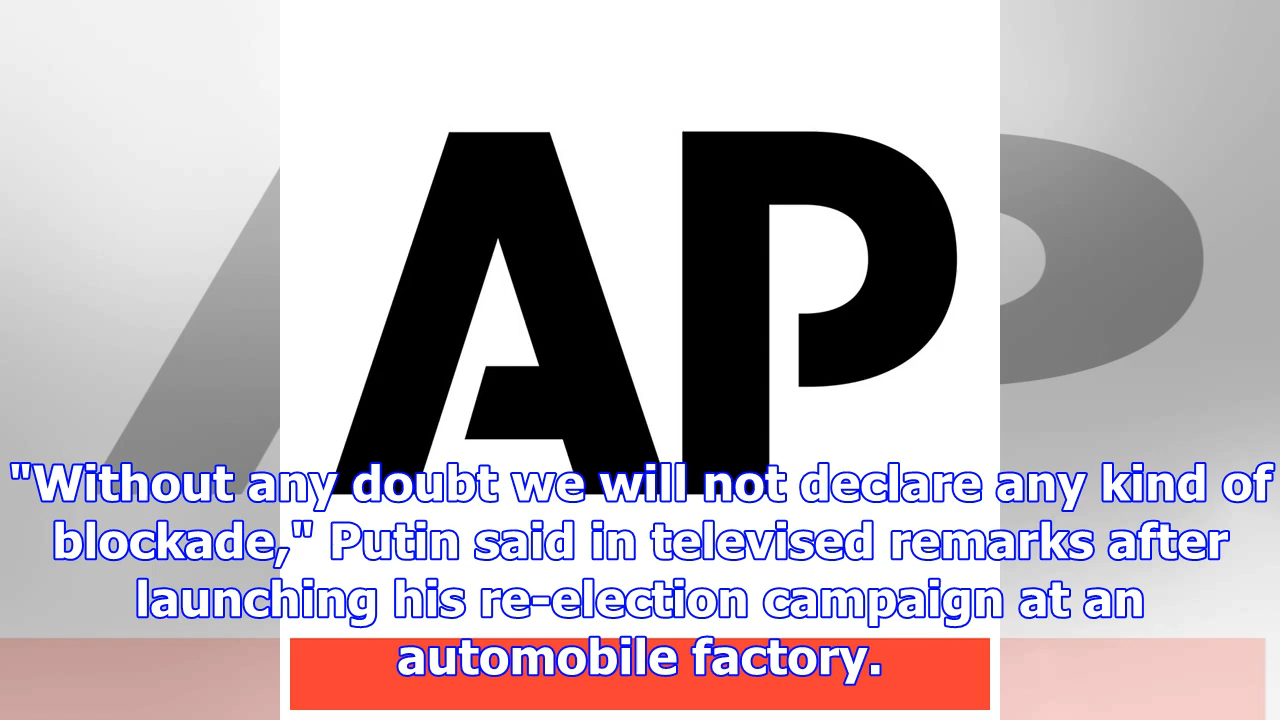 AP
"Without any doubt we will not declare any kind of
blockade," Putin said in televised remarks after
launching his re-election campaign at an
automobile factory.